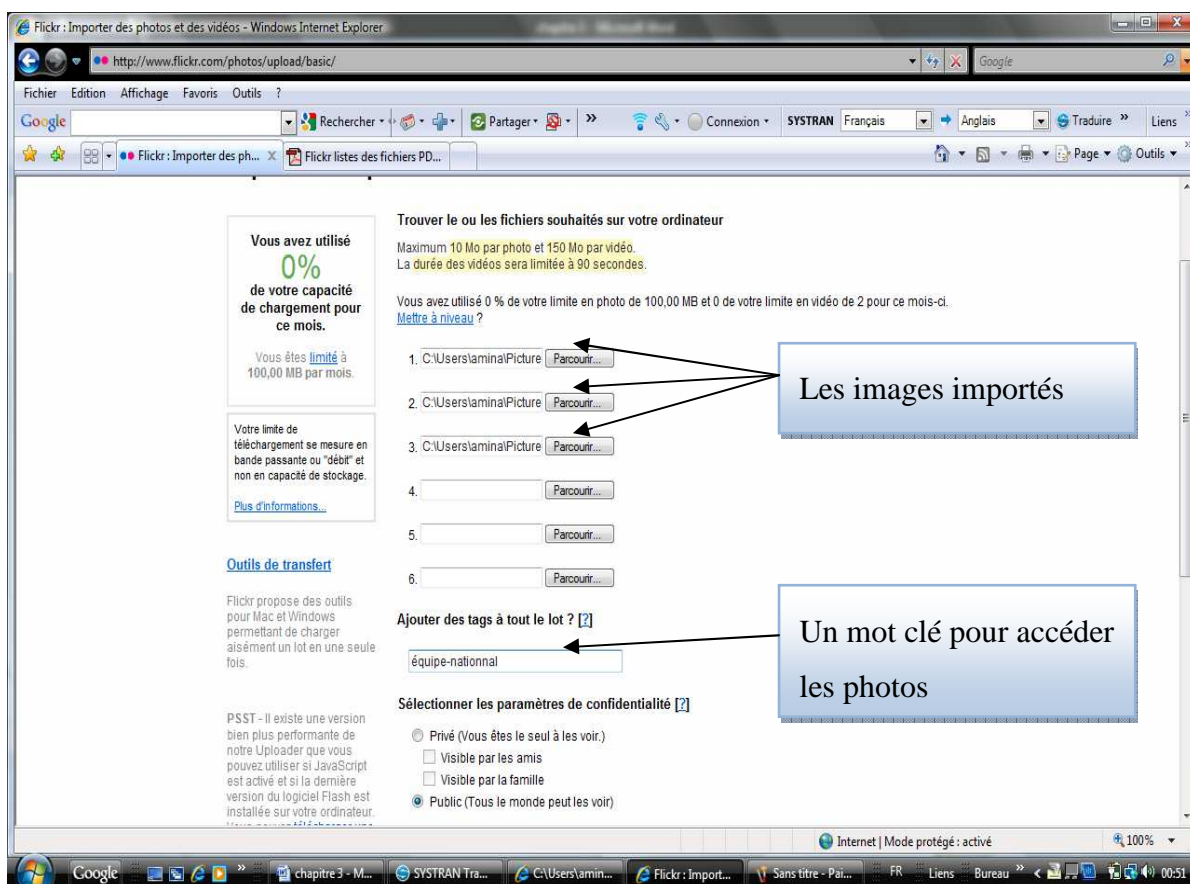 Flickr : Importer des photos et des vidéos - Windows Internet Explorer
http://www.flickr.com/photos/upload/basic/
Google
Fichier Edition Affichage Favoris Outils ?
Google Rechercher Partager » Connexion SYSTRAN Français Anglais Traduire » Liens »
Flickr : Importer des ph... X Flickr listes des fichiers PD... Page Outils »
Trouver le ou les fichiers souhaités sur votre ordinateur
Maximum 10 Mo par photo et 150 Mo par vidéo.
La durée des vidéos sera limitée à 90 secondes.
Vous avez utilisé 0 % de votre limite en photo de 100,00 MB et 0 de votre limite en vidéo de 2 pour ce mois-ci.
Mettre à niveau ?
Vous avez utilisé
0%
de votre capacité
de chargement pour
ce mois.
Vous êtes limité à
100,00 MB par mois.
Votre limite de
téléchargement se mesure en
bande passante ou "débit" et
non en capacité de stockage.
Plus d'informations...
Outils de transfert
Flickr propose des outils
pour Mac et Windows
permettant de charger
aisément un lot en une seule
fois.
PSST - Il existe une version
bien plus performante de
notre Uploader que vous
pouvez utiliser si JavaScript
est activé et si la dernière
version du logiciel Flash est
installée sur votre ordinateur.
1. C:\Users\amina\Picture Parcourir...
2. C:\Users\amina\Picture Parcourir...
3. C:\Users\amina\Picture Parcourir...
4. Parcourir...
5. Parcourir...
6. Parcourir...
Les images importés
Ajouter des tags à tout le lot ? [?]
équipe-nationnal
Un mot clé pour accéder
les photos
Sélectionner les paramètres de confidentialité [?]
Privé (Vous êtes le seul à les voir.)
Visible par les amis
Visible par la famille
Public (Tous le monde peut les voir)
Internet | Mode protégé : activé 100%
Google » chapitre 3 - M... SYSTRAN Tra... C:\Users\amin... Flickr : Import... Sans titre - Pai... FR Liens Bureau » 00:51